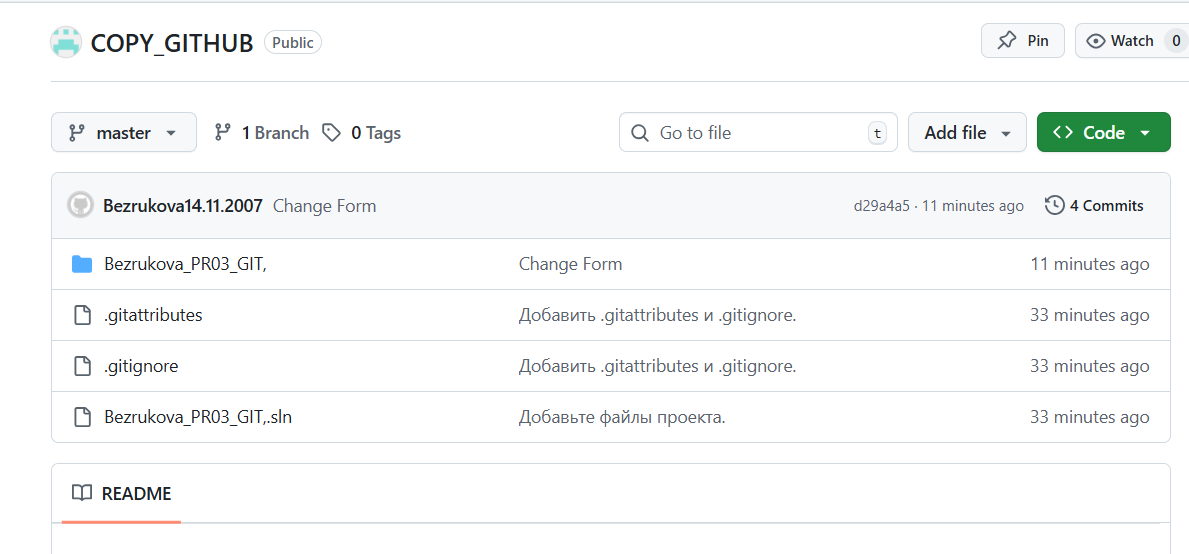 COPY_GITHUB Public Pin Watch 0
master 1 Branch 0 Tags Go to file t Add file Code
Bezrukova14.11.2007 Change Form d29a4a5 · 11 minutes ago 4 Commits
Bezrukova_PR03_GIT, Change Form 11 minutes ago
.gitattributes Добавить .gitattributes и .gitignore. 33 minutes ago
.gitignore Добавить .gitattributes и .gitignore. 33 minutes ago
Bezrukova_PR03_GIT,.sln Добавьте файлы проекта. 33 minutes ago
README